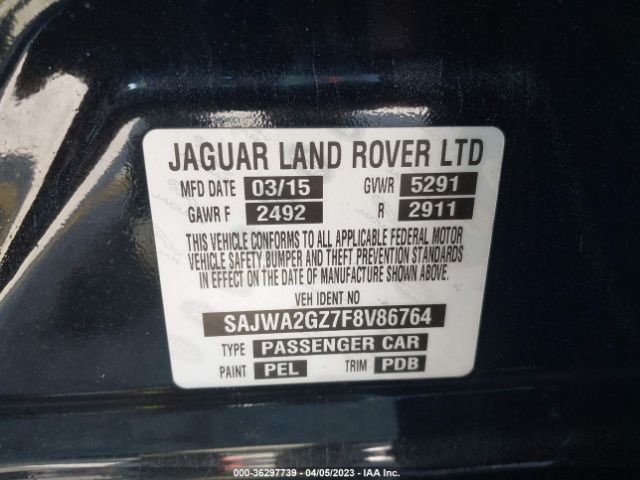 JAGUAR LAND ROVER LTD
MFD DATE 03/15 GVWR 5291
GAWR F 2492 R 2911
THIS VEHICLE CONFORMS TO ALL APPLICABLE FEDERAL MOTOR
VEHICLE SAFETY,BUMPER AND THEFT PREVENTION STANDARDS
IN EFFECT ON THE DATE OF MANUFACTURE SHOWN ABOVE.
VEH IDENT NO
SAJWA2GZ7F8V86764
TYPE PASSENGER CAR
PAINT PEL TRIM PDB
000-36297739 - 04/05/2023 - IAA Inc.